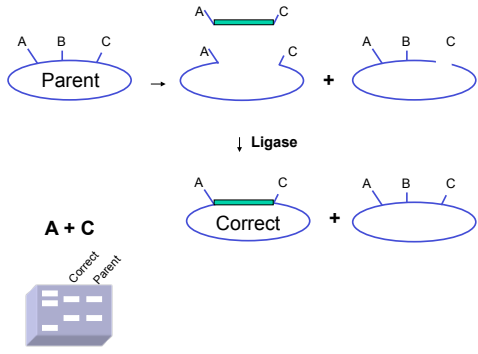 A C
A B C
Parent
A C
+
A B C
Ligase
A C
Correct
+
A B C
A + C
Correct
Parent